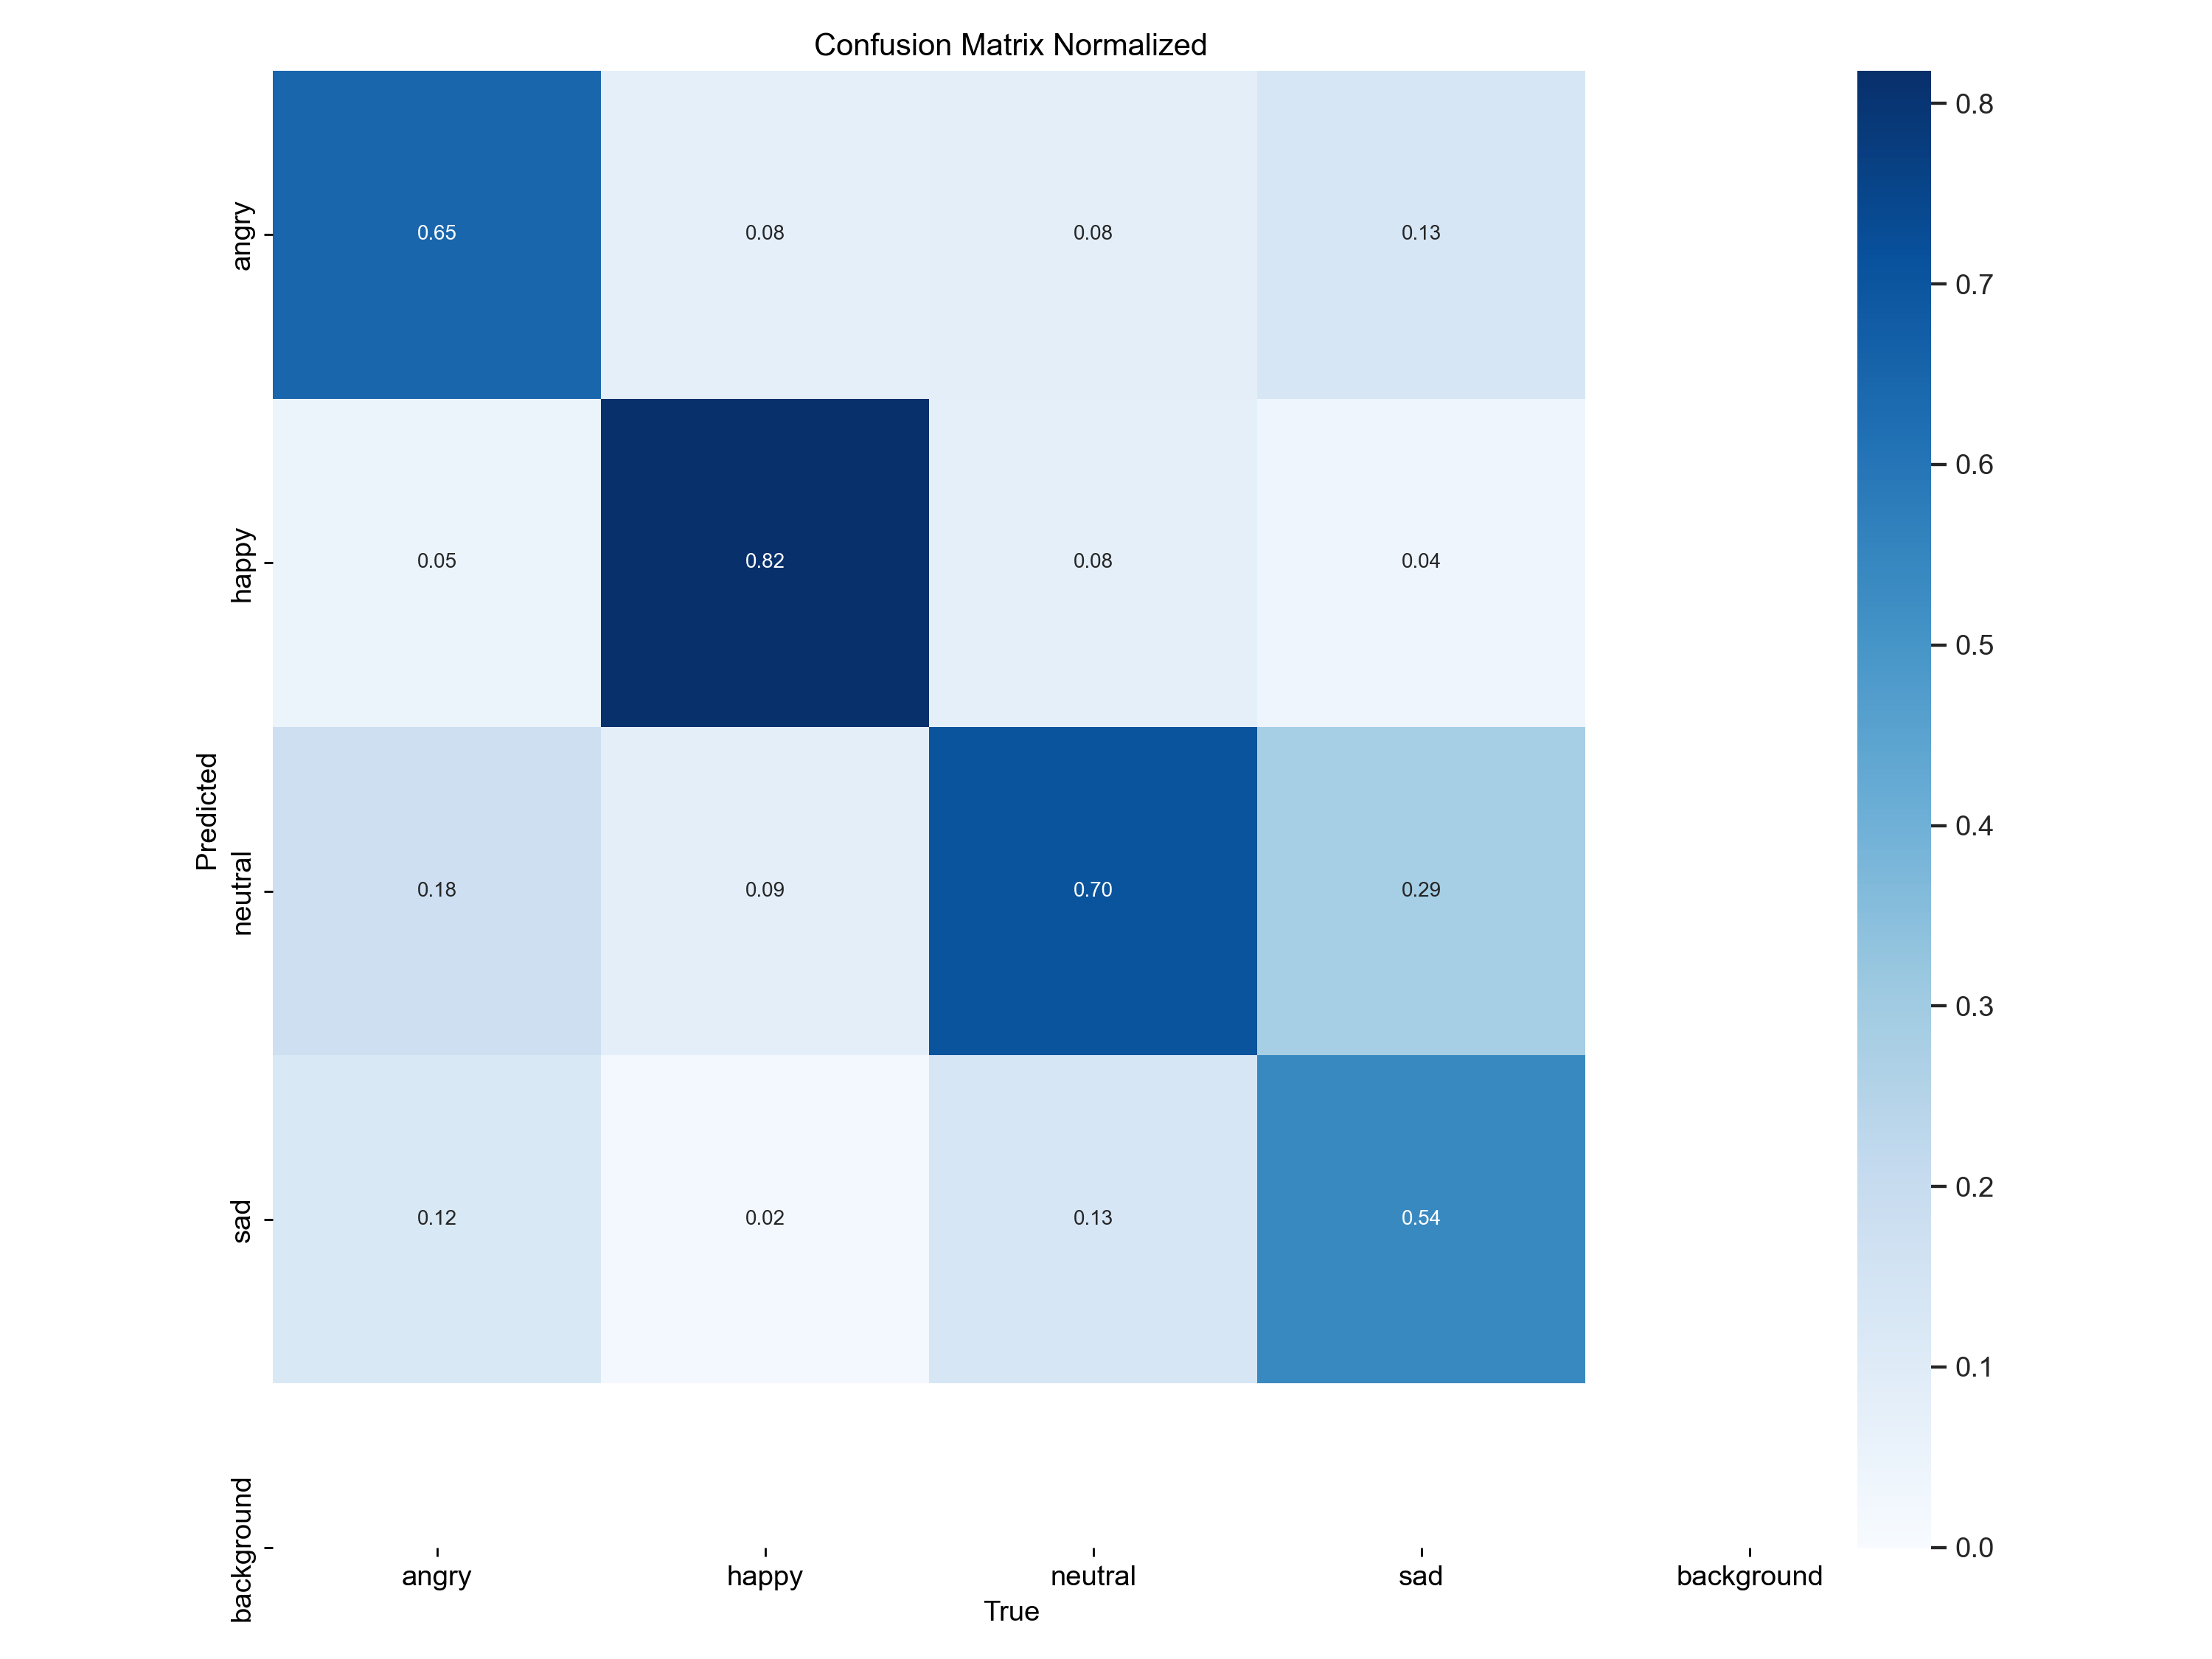 Confusion Matrix Normalized
angry
0.65
0.08
0.08
0.13
happy
0.05
0.82
0.08
0.04
neutral
0.18
0.09
0.70
0.29
sad
0.12
0.02
0.13
0.54
background
Predicted
angry
happy
neutral
sad
background
True
0.8
0.7
0.6
0.5
0.4
0.3
0.2
0.1
0.0